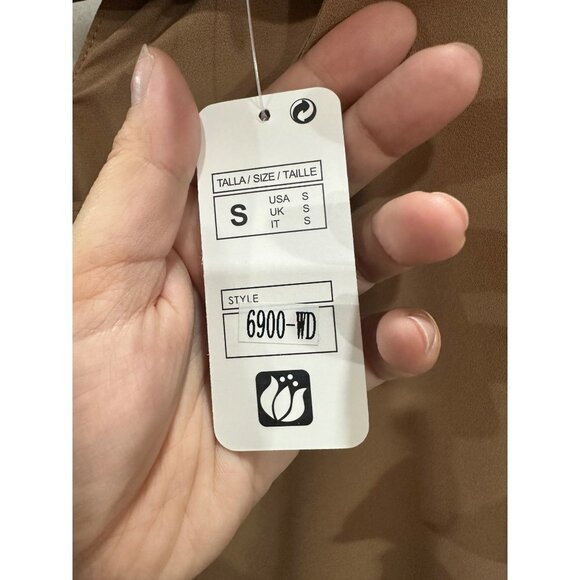 TALLA / SIZE / TAILLE
S
USA S
UK S
IT S
STYLE
6900-WD